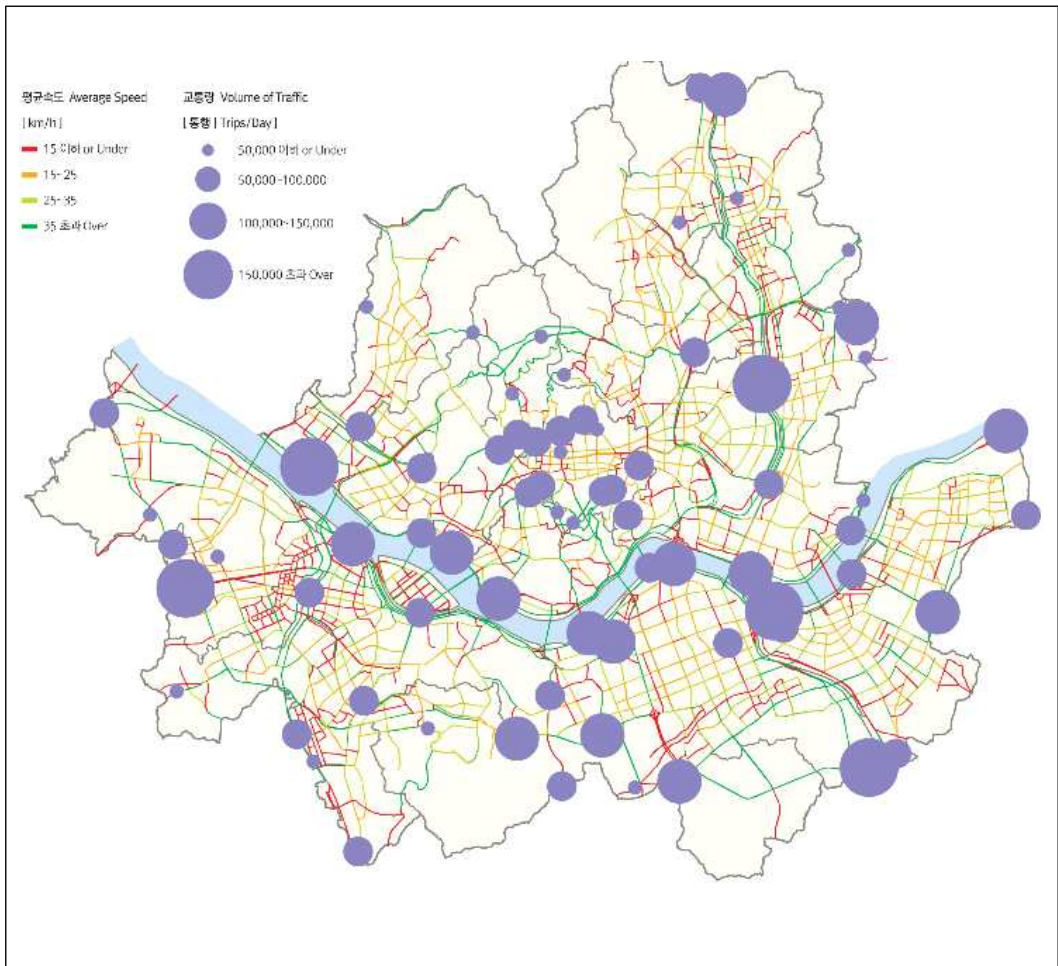 평균속도 Average Speed
[ km/h ]
15 이하 or Under
15~25
25~35
35 초과 Over
교통량 Volume of Traffic
[ 통행 | Trips/Day ]
50,000 이하 or Under
50,000~100,000
100,000~150,000
150,000 초과 Over